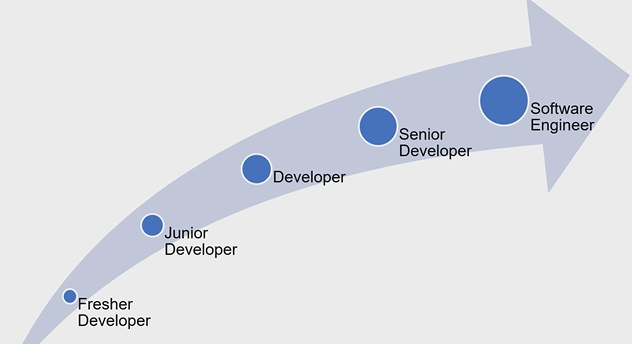 Software
Engineer
Senior
Developer
Developer
Junior
Developer
Fresher
Developer